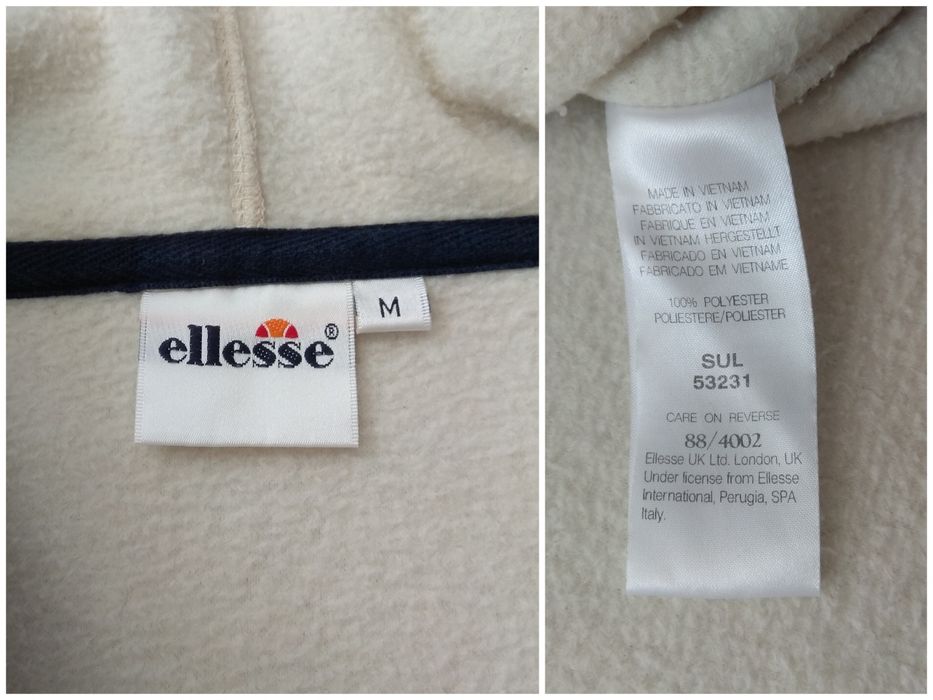 ellesse®
M
MADE IN VIETNAM
FABBRICATO IN VIETNAM
FABRIQUE EN VIETNAM
IN VIETNAM HERGESTELLT
FABRICADO EN VIETNAM
FABRICADO EM VIETNAME
100% POLYESTER
POLIESTERE/POLIESTER
SUL
53231
CARE ON REVERSE
88/4002
Ellesse UK Ltd. London, UK
Under license from Ellesse
International, Perugia, SPA
Italy.